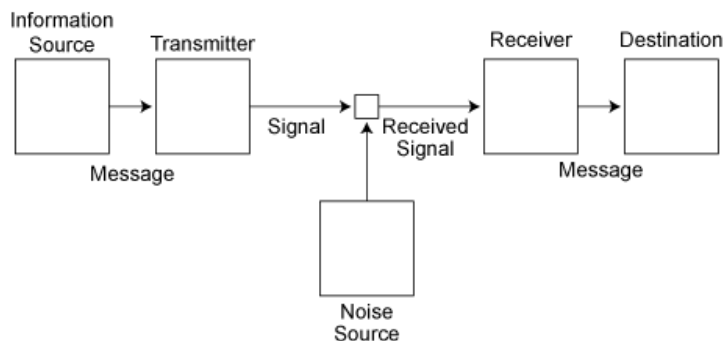 Information
Source
Transmitter
Receiver
Destination
Signal
Received
Signal
Message
Message
Noise
Source